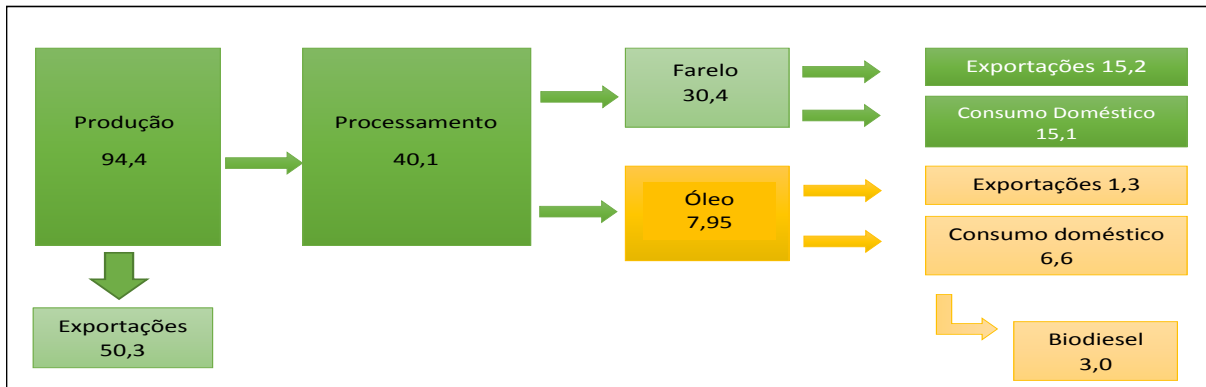 Produção
94,4
Exportações
50,3
Processamento
40,1
Farelo
30,4
Óleo
7,95
Exportações 15,2
Consumo Doméstico
15,1
Exportações 1,3
Consumo doméstico
6,6
Biodiesel
3,0